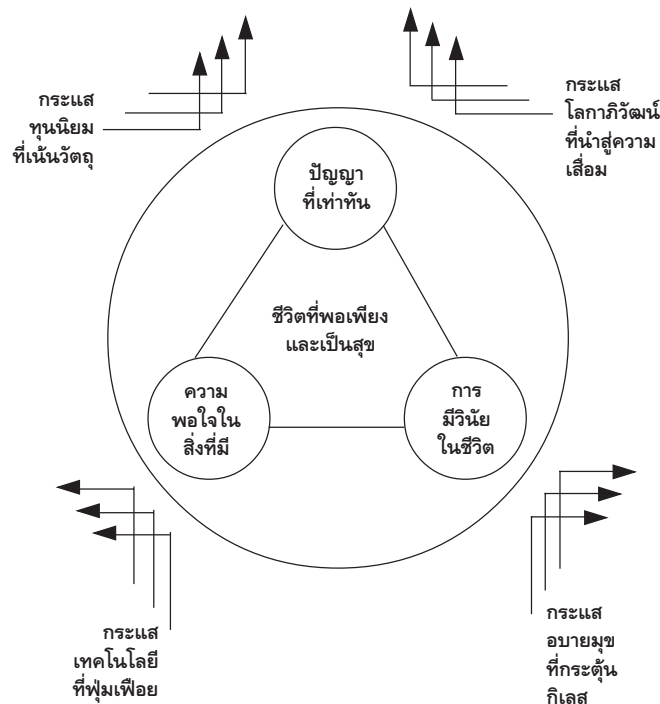 กระแส
ทุนนิยม
ที่เน้นวัตถุ
กระแส
โลกาภิวัฒน์
ที่นำสู่ความ
เสื่อม
ปัญญา
ที่เท่าทัน
ชีวิตที่พอเพียง
และเป็นสุข
ความ
พอใจใน
สิ่งที่มี
การ
มีวินัย
ในชีวิต
กระแส
เทคโนโลยี
ที่ฟุ่มเฟือย
กระแส
อบายมุข
ที่กระตุ้น
กิเลส